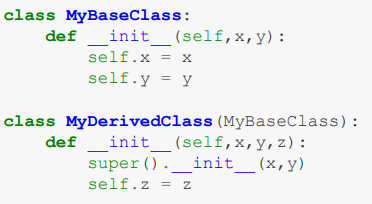 class MyBaseClass:
    def __init__(self,x,y):
        self.x = x
        self.y = y

class MyDerivedClass(MyBaseClass):
    def __init__(self,x,y,z):
        super().__init__(x,y)
        self.z = z